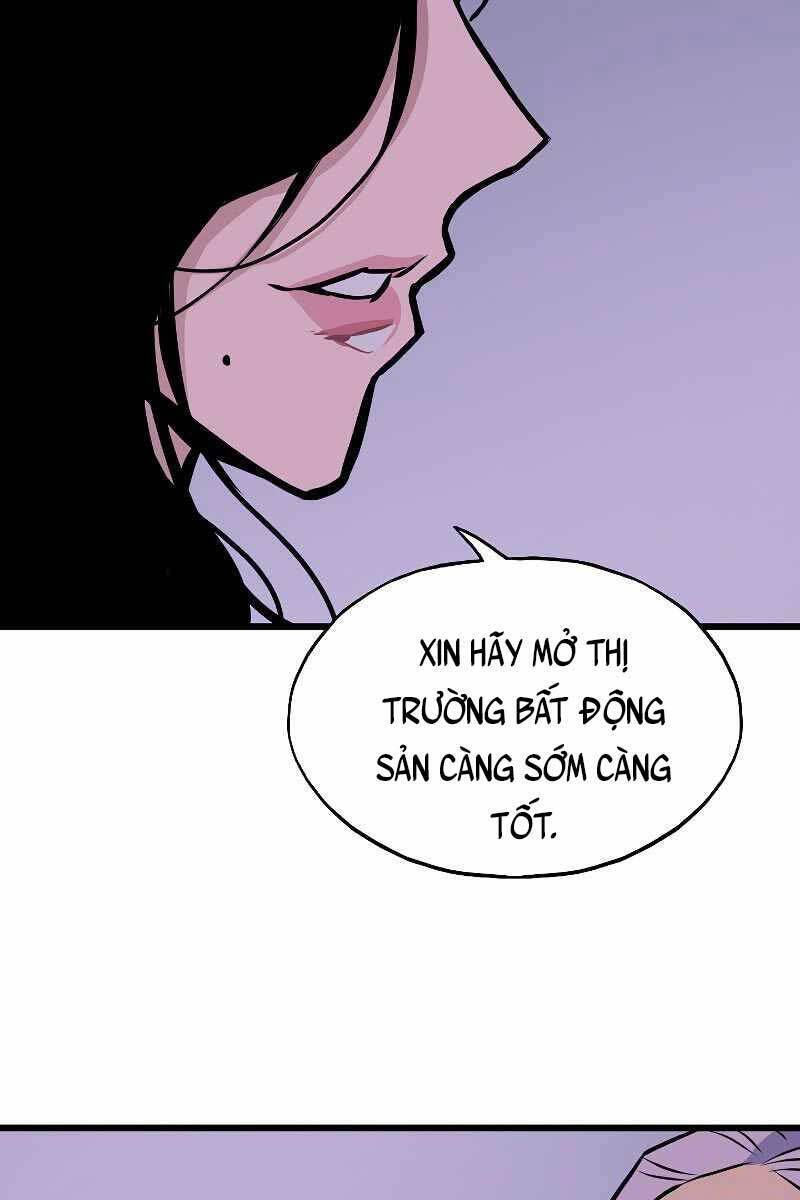 XIN HÃY MỞ THỊ
TRƯỜNG BẤT ĐỘNG
SẢN CÀNG SỚM CÀNG
TỐT.